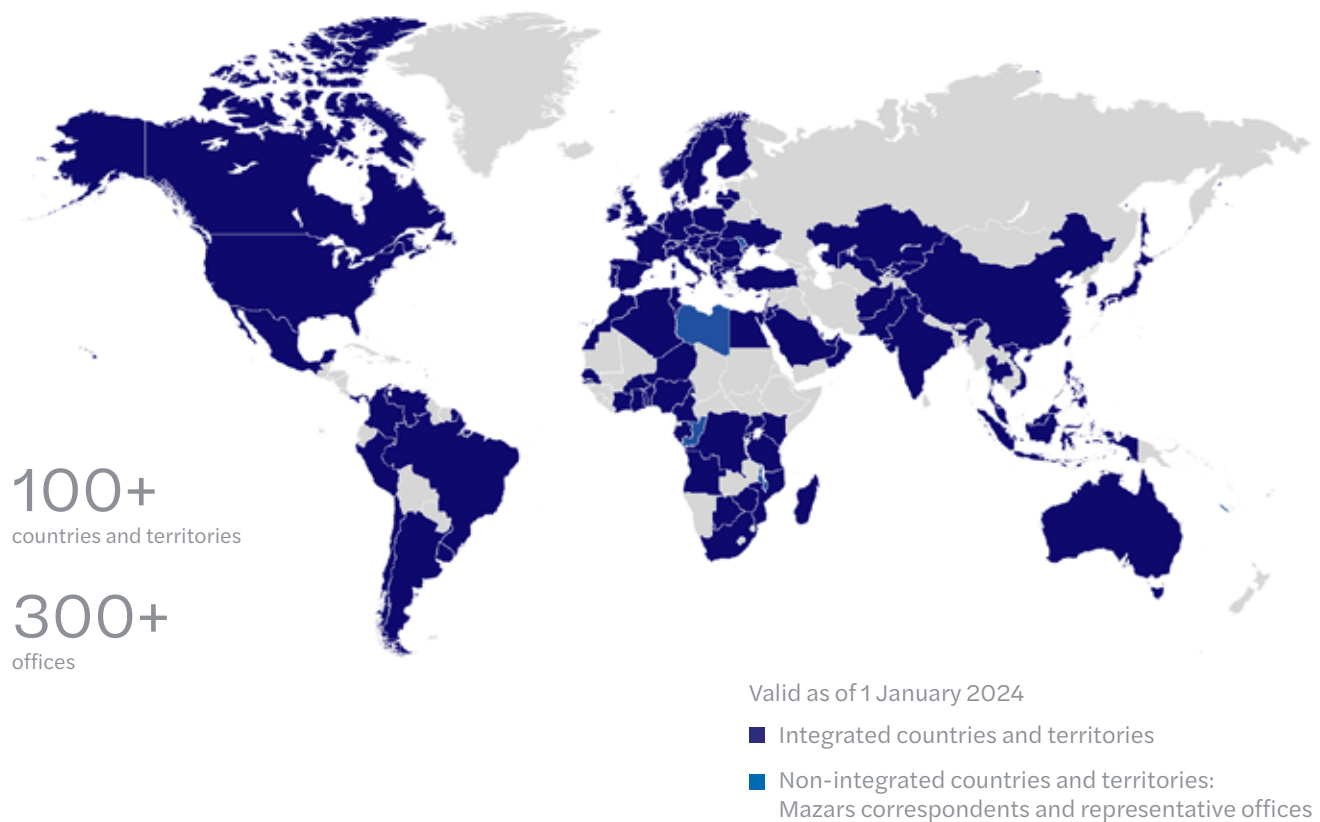 100+
countries and territories
300+
offices
Valid as of 1 January 2024
Integrated countries and territories
Non-integrated countries and territories:
Mazars correspondents and representative offices